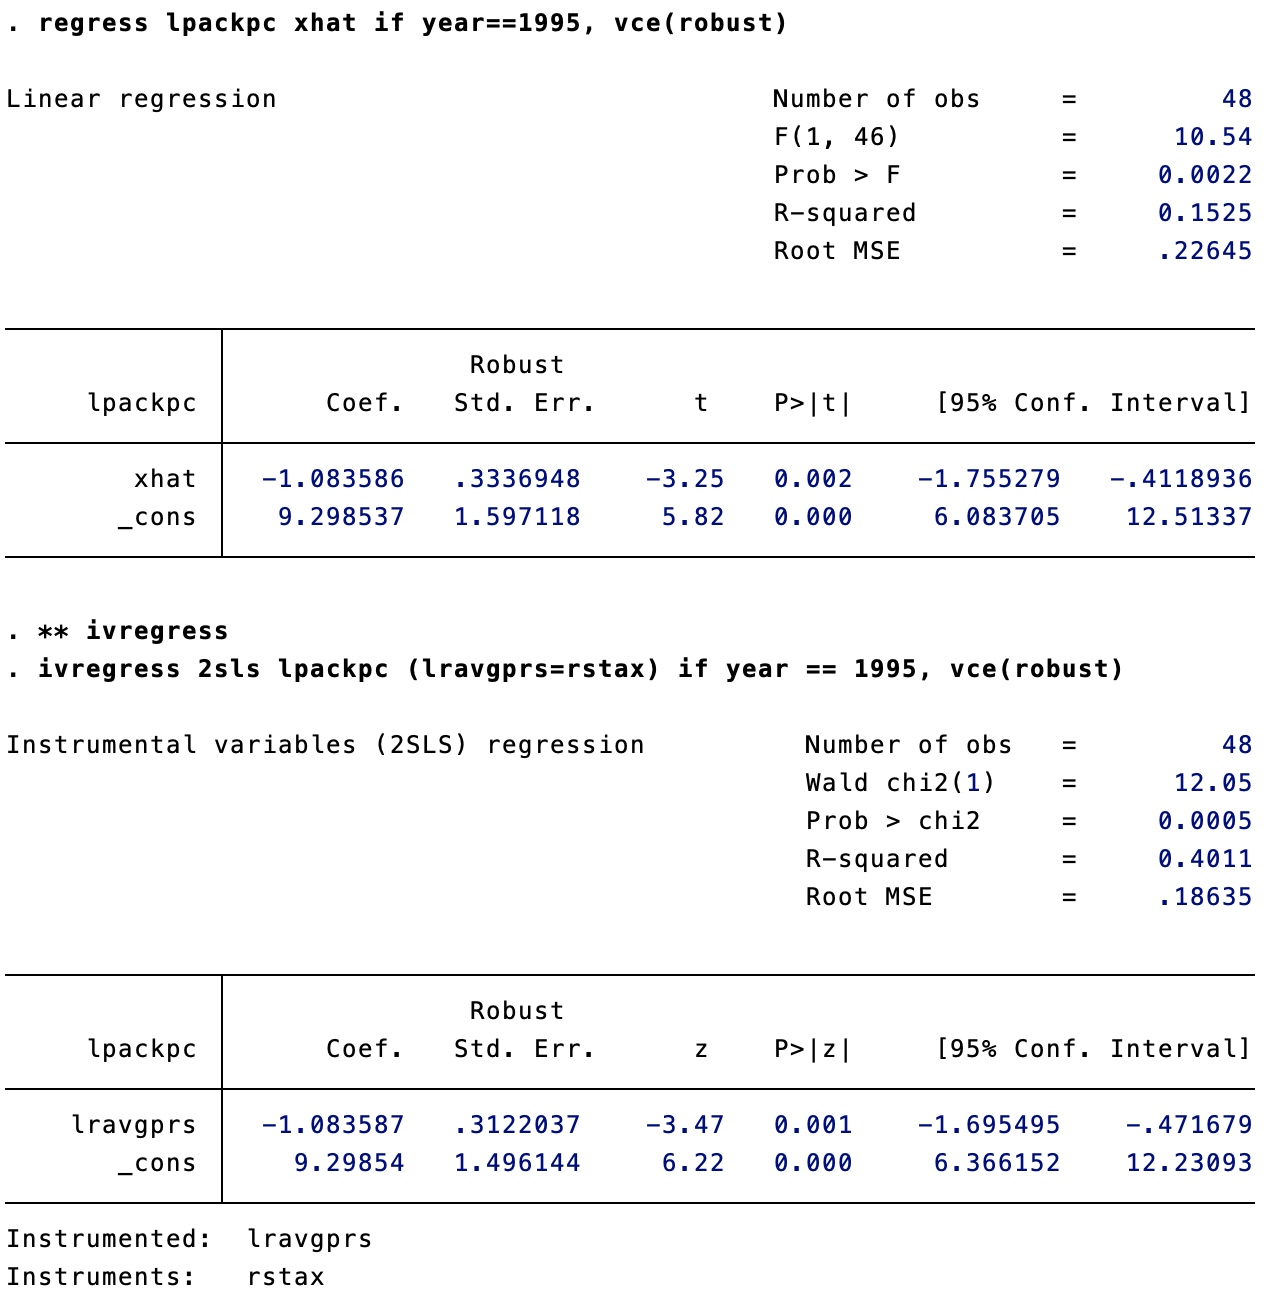 . regress lpackpc xhat if year==1995, vce(robust)
Linear regression                               Number of obs     =         48
                                                F(1, 46)          =      10.54
                                                Prob > F          =     0.0022
                                                R-squared         =     0.1525
                                                Root MSE          =     .22645
                             Robust
     lpackpc        Coef.   Std. Err.      t    P>|t|     [95% Conf. Interval]
        xhat    -1.083586   .3336948    -3.25   0.002    -1.755279   -.4118936
       _cons     9.298537   1.597118     5.82   0.000     6.083705    12.51337
. ** ivregress
. ivregress 2sls lpackpc (lravgprs=rstax) if year == 1995, vce(robust)
Instrumental variables (2SLS) regression          Number of obs   =         48
                                                  Wald chi2(1)    =      12.05
                                                  Prob > chi2     =     0.0005
                                                  R-squared       =     0.4011
                                                  Root MSE        =     .18635
                             Robust
     lpackpc        Coef.   Std. Err.      z    P>|z|     [95% Conf. Interval]
    lravgprs    -1.083587   .3122037    -3.47   0.001    -1.695495    -.471679
       _cons      9.29854   1.496144     6.22   0.000     6.366152    12.23093
Instrumented:  lravgprs
Instruments:   rstax